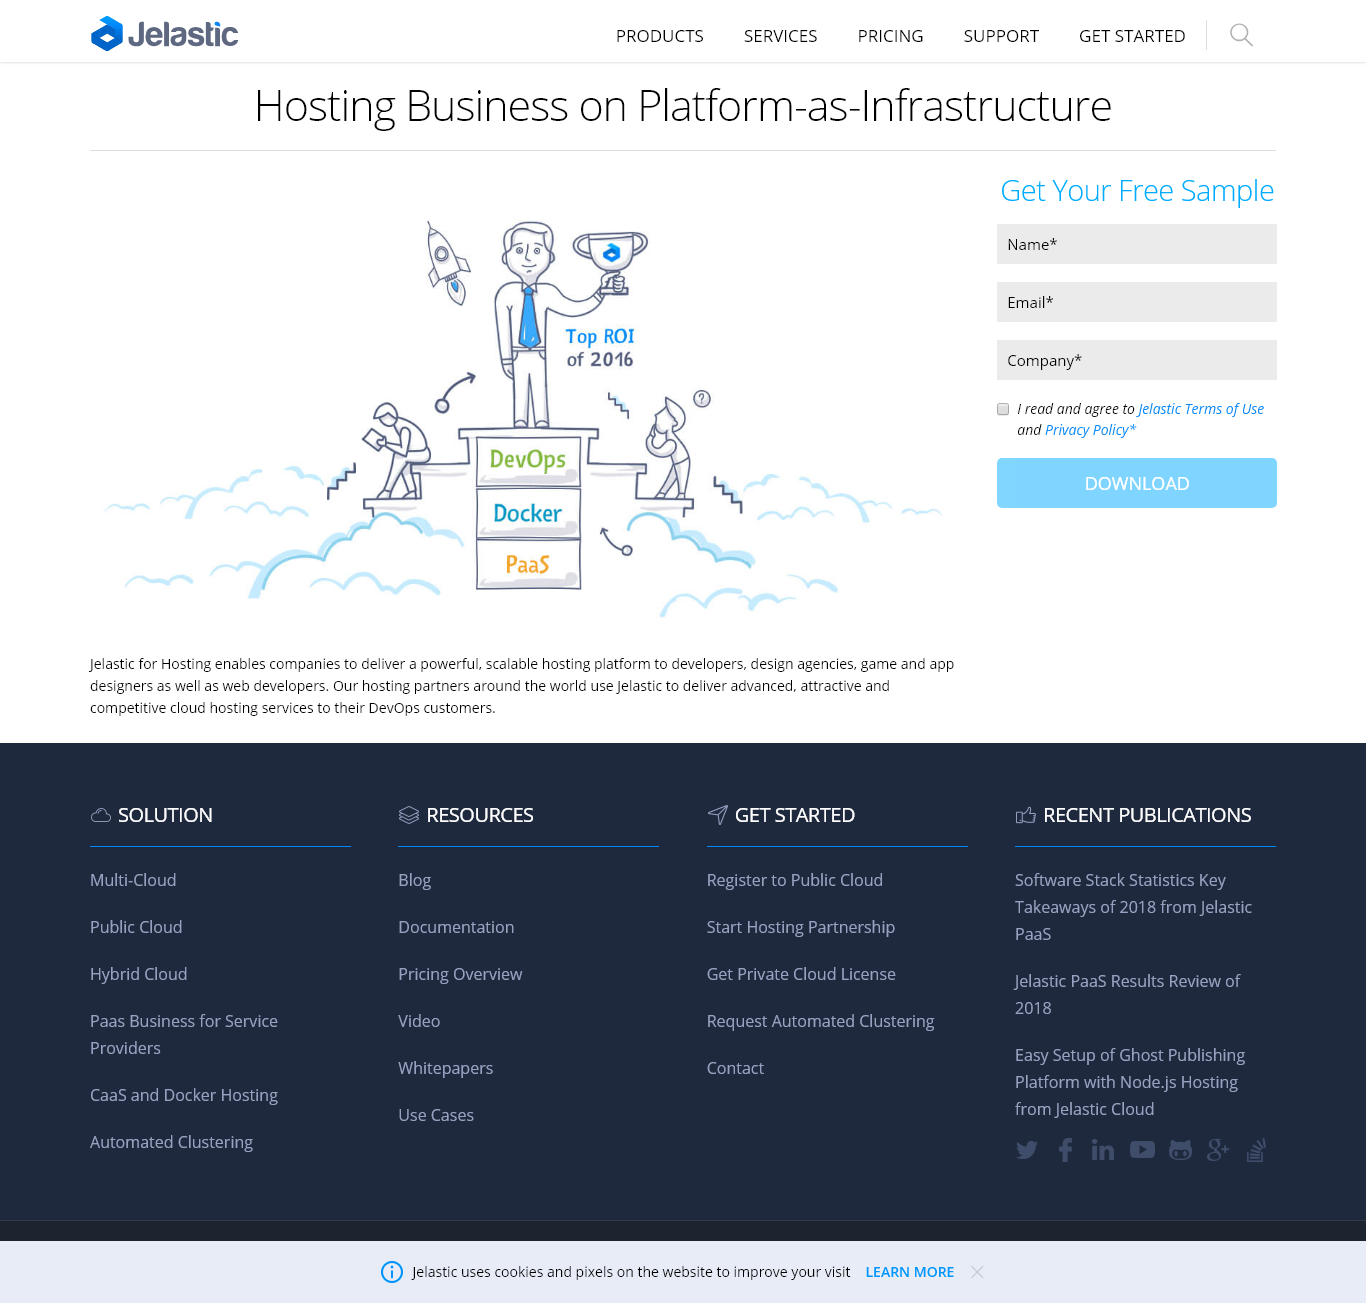 Jelastic
PRODUCTS SERVICES PRICING SUPPORT GET STARTED
Hosting Business on Platform-as-Infrastructure
Top ROI
of 2016
?
DevOps
Docker
PaaS
Get Your Free Sample
Name*
Email*
Company*
I read and agree to Jelastic Terms of Use
and Privacy Policy*
DOWNLOAD
Jelastic for Hosting enables companies to deliver a powerful, scalable hosting platform to developers, design agencies, game and app
designers as well as web developers. Our hosting partners around the world use Jelastic to deliver advanced, attractive and
competitive cloud hosting services to their DevOps customers.
SOLUTION
Multi-Cloud
Public Cloud
Hybrid Cloud
Paas Business for Service
Providers
CaaS and Docker Hosting
Automated Clustering
RESOURCES
Blog
Documentation
Pricing Overview
Video
Whitepapers
Use Cases
GET STARTED
Register to Public Cloud
Start Hosting Partnership
Get Private Cloud License
Request Automated Clustering
Contact
RECENT PUBLICATIONS
Software Stack Statistics Key
Takeaways of 2018 from Jelastic
PaaS
Jelastic PaaS Results Review of
2018
Easy Setup of Ghost Publishing
Platform with Node.js Hosting
from Jelastic Cloud
Jelastic uses cookies and pixels on the website to improve your visit LEARN MORE